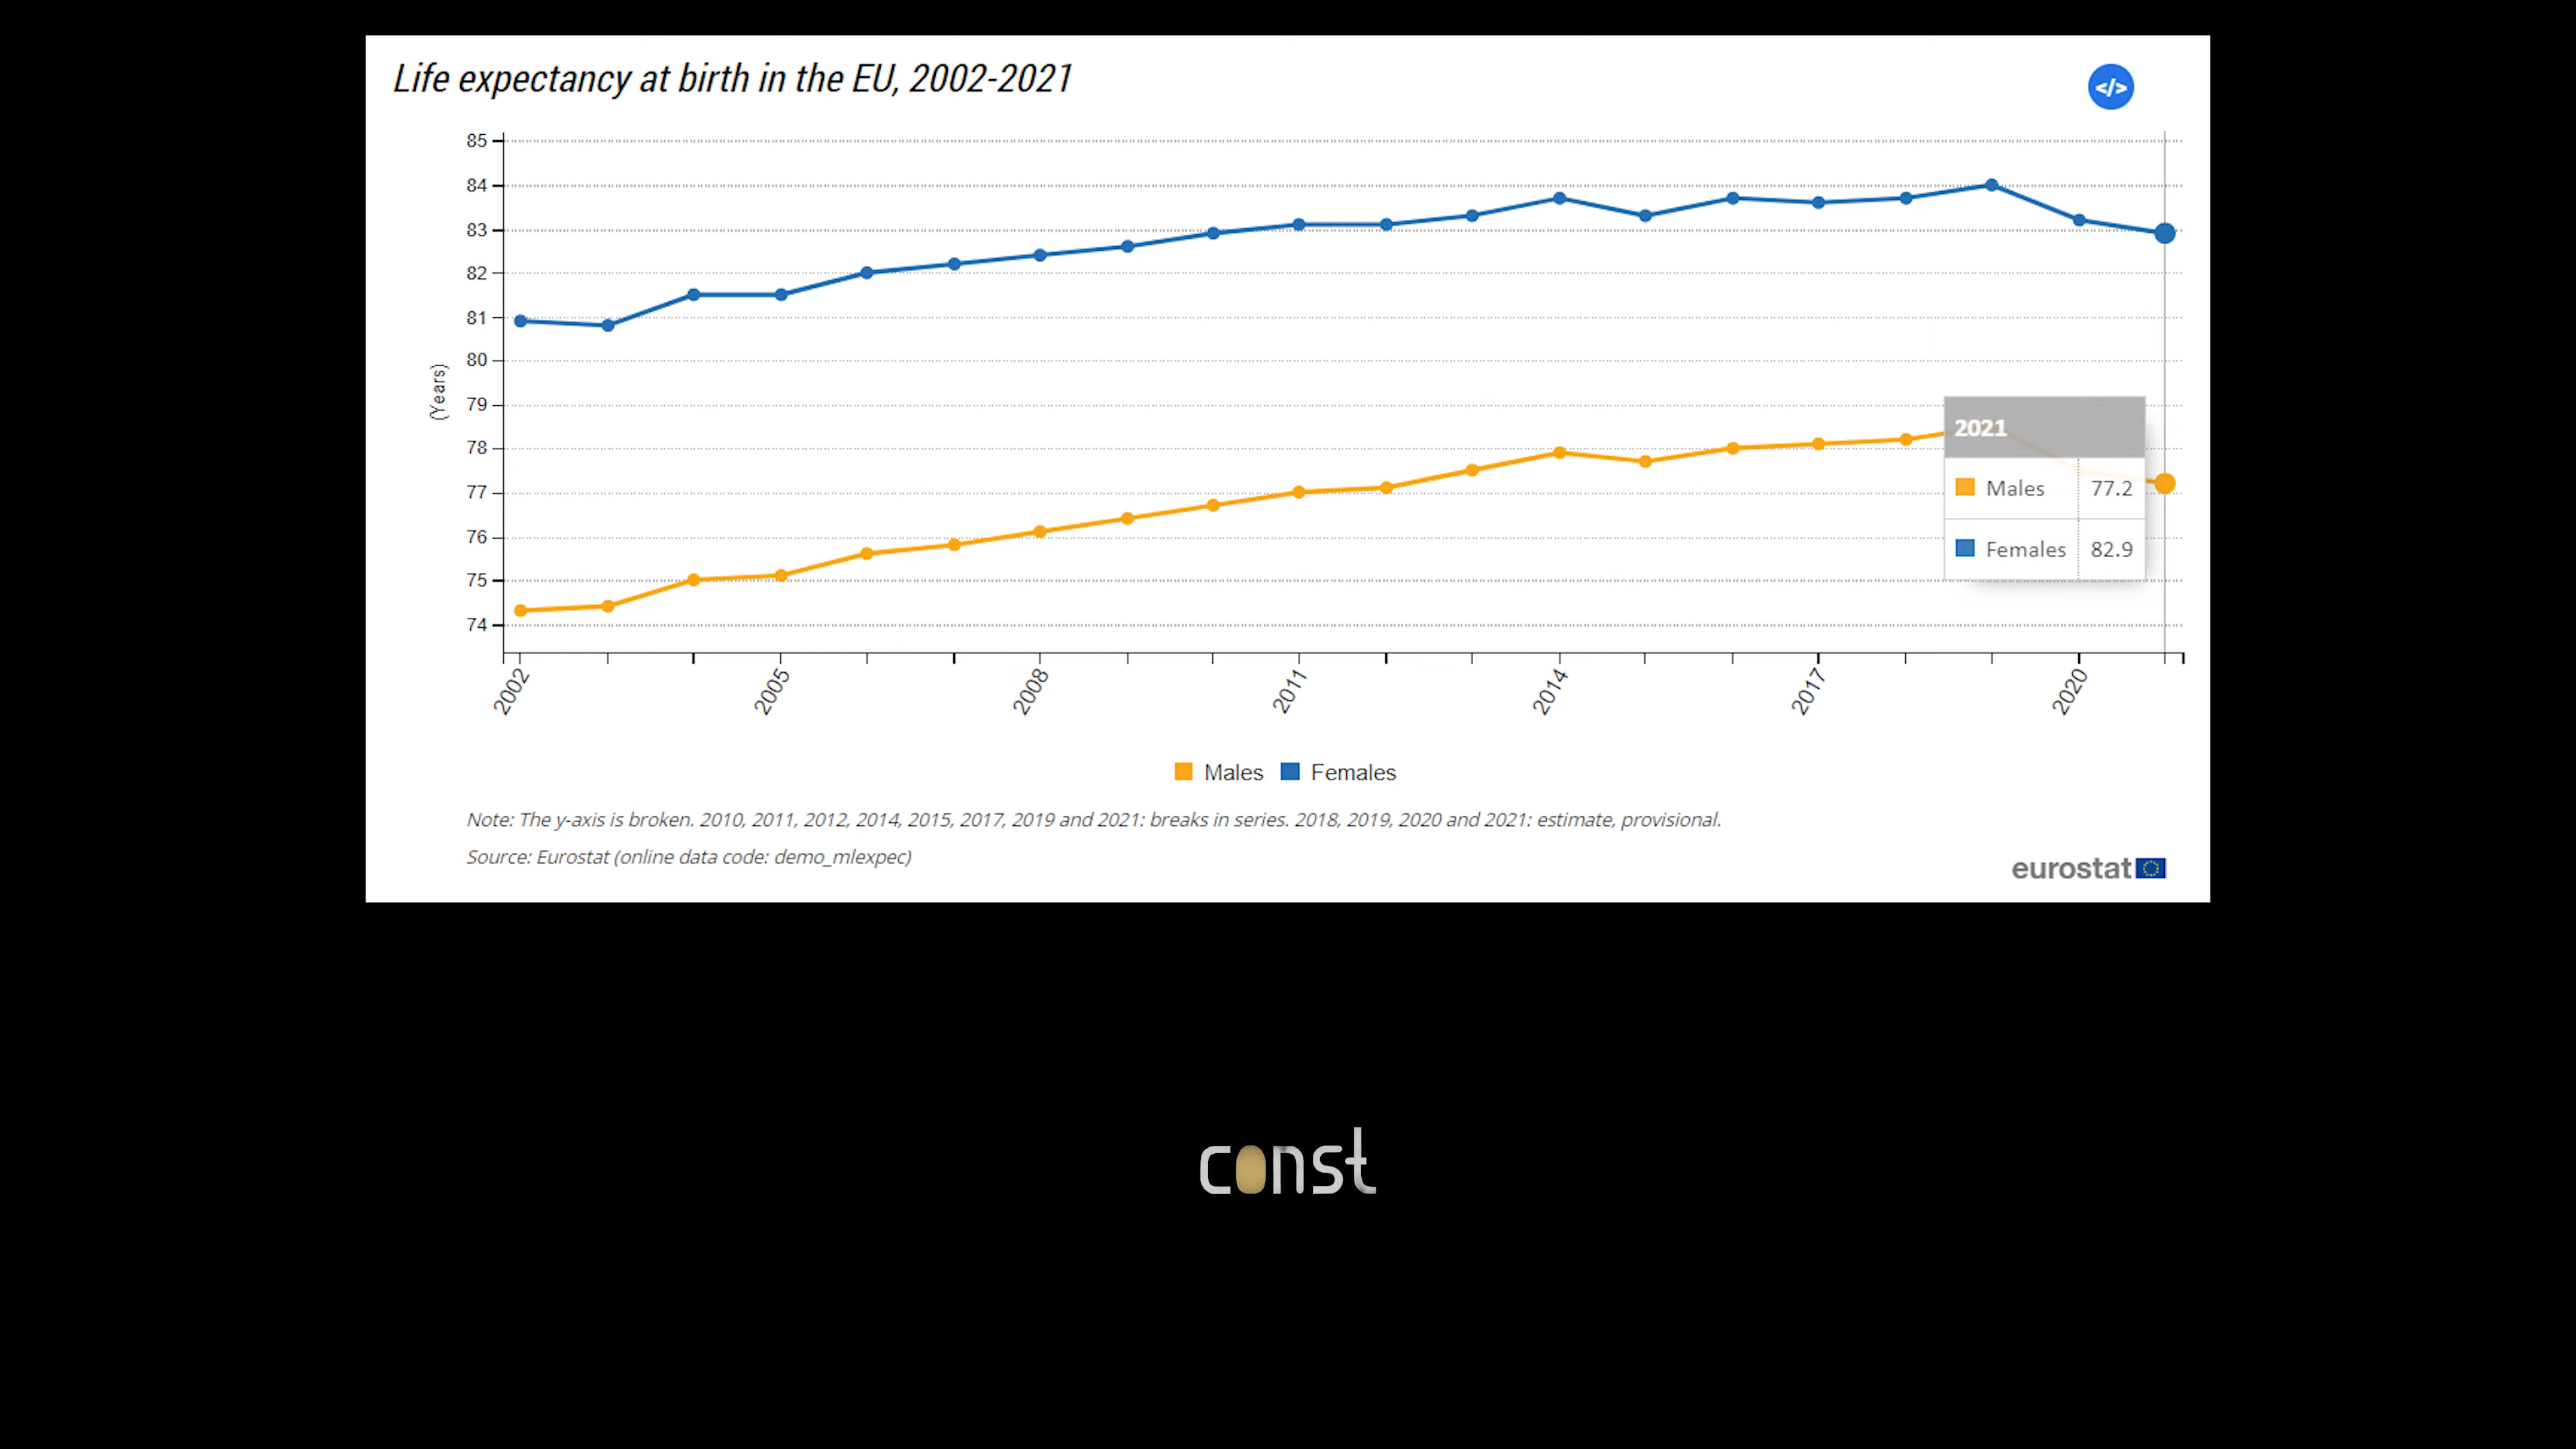 Life expectancy at birth in the EU, 2002-2021
</>
85
84
83
82
81
80
79
78
77
76
75
74
(Years)
2021
Males 77.2
Females 82.9
2002 2005 2008 2011 2014 2017 2020
Males Females
Note: The y-axis is broken. 2010, 2011, 2012, 2014, 2015, 2017, 2019 and 2021: breaks in series. 2018, 2019, 2020 and 2021: estimate, provisional.
Source: Eurostat (online data code: demo_mlexpec)
eurostat
const